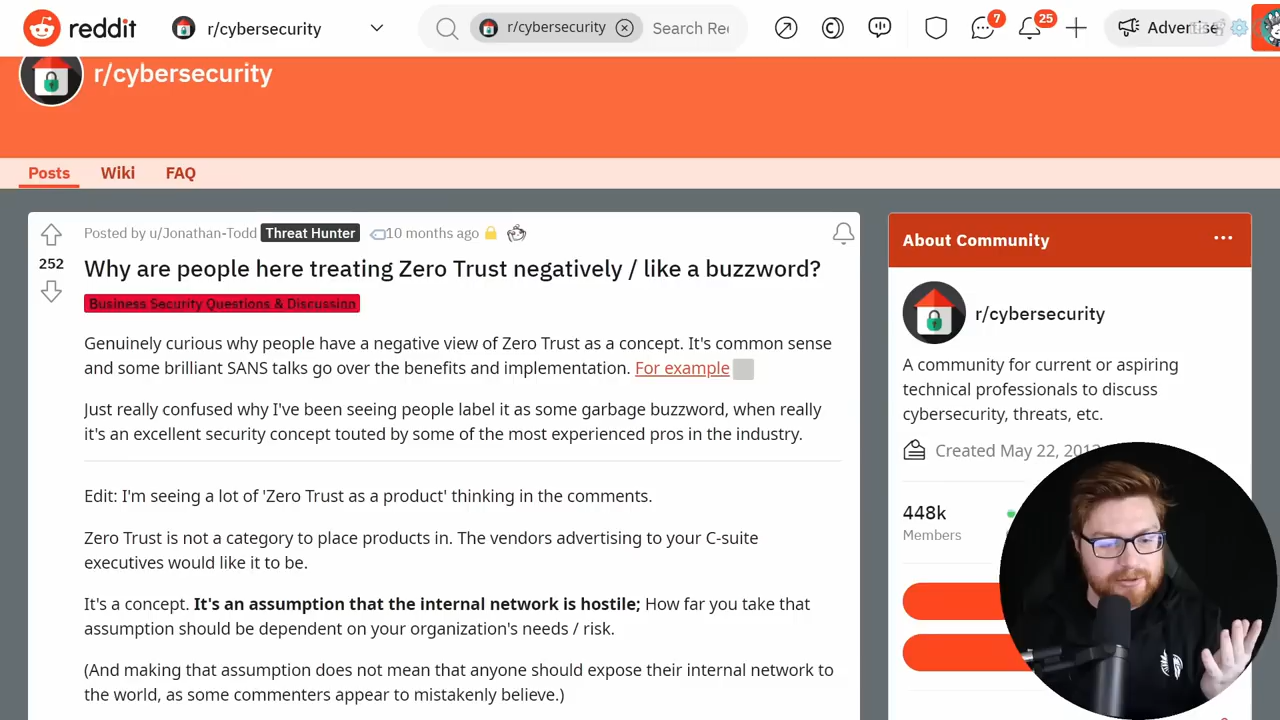 reddit
r/cybersecurity
r/cybersecurity
Search Re
7
25
Advertise
r/cybersecurity
Posts
Wiki
FAQ
Posted by u/Jonathan-Todd Threat Hunter 10 months ago
252
Why are people here treating Zero Trust negatively / like a buzzword?
Business Security Questions & Discussion
Genuinely curious why people have a negative view of Zero Trust as a concept. It's common sense
and some brilliant SANS talks go over the benefits and implementation. For example
Just really confused why I've been seeing people label it as some garbage buzzword, when really
it's an excellent security concept touted by some of the most experienced pros in the industry.
Edit: I'm seeing a lot of 'Zero Trust as a product' thinking in the comments.
Zero Trust is not a category to place products in. The vendors advertising to your C-suite
executives would like it to be.
It's a concept. It's an assumption that the internal network is hostile; How far you take that
assumption should be dependent on your organization's needs / risk.
(And making that assumption does not mean that anyone should expose their internal network to
the world, as some commenters appear to mistakenly believe.)
About Community
r/cybersecurity
A community for current or aspiring
technical professionals to discuss
cybersecurity, threats, etc.
Created May 22, 201
448k
Members